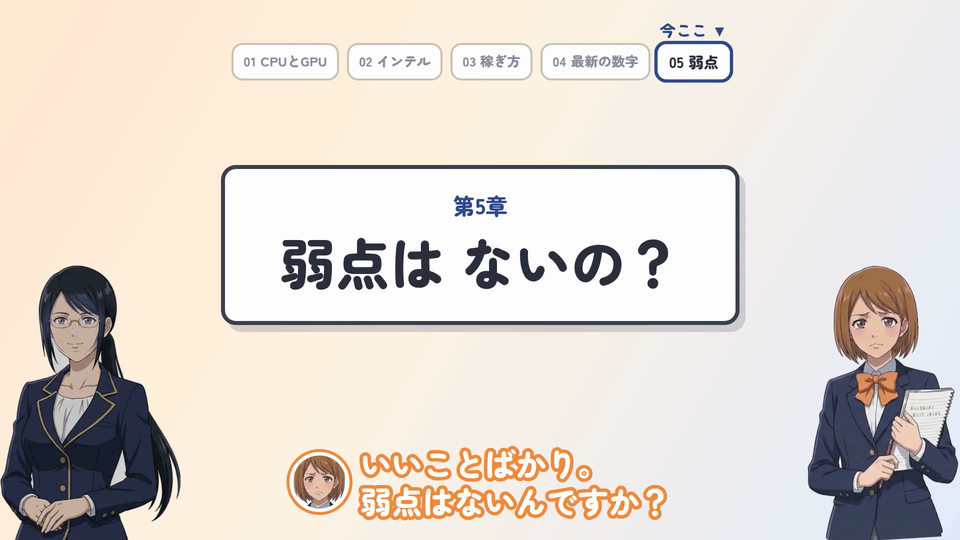 今ここ ▼
01 CPUとGPU
02 インテル
03 稼ぎ方
04 最新の数字
05 弱点
第5章
弱点は ないの？
いいことばかり。
弱点はないんですか？